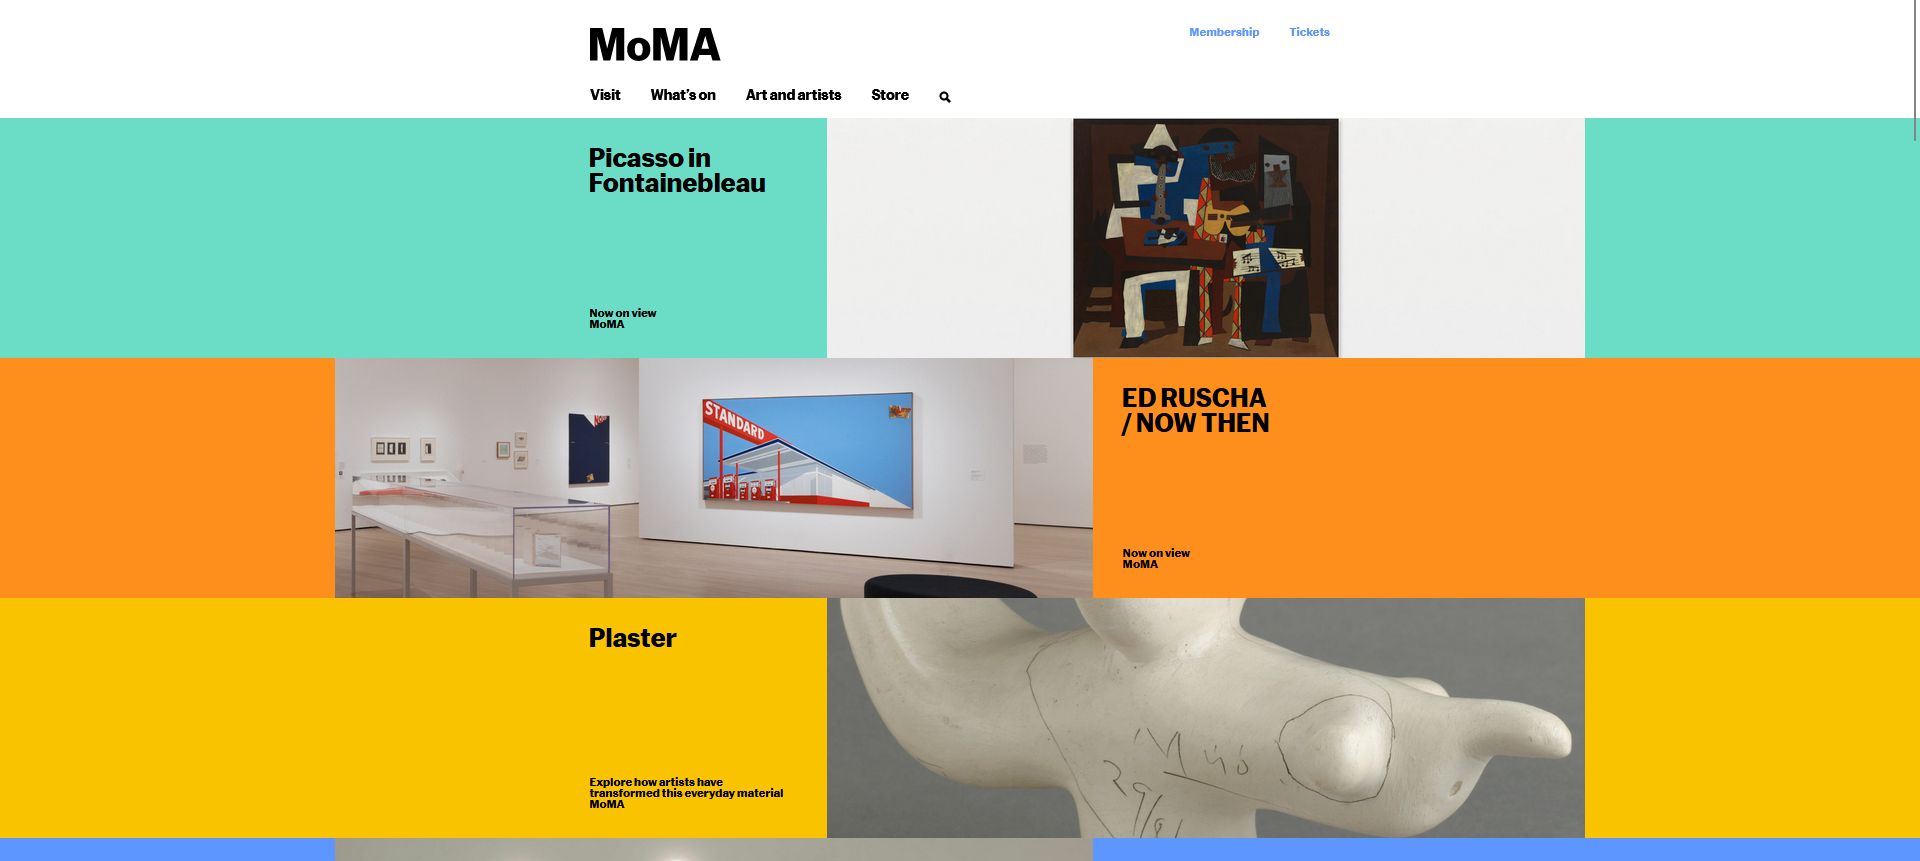 MoMA
Membership
Tickets
Visit
What's on
Art and artists
Store
Picasso in
Fontainebleau
Now on view
MoMA
STANDARD
ED RUSCHA
/ NOW THEN
Now on view
MoMA
Plaster
Explore how artists have
transformed this everyday material
MoMA